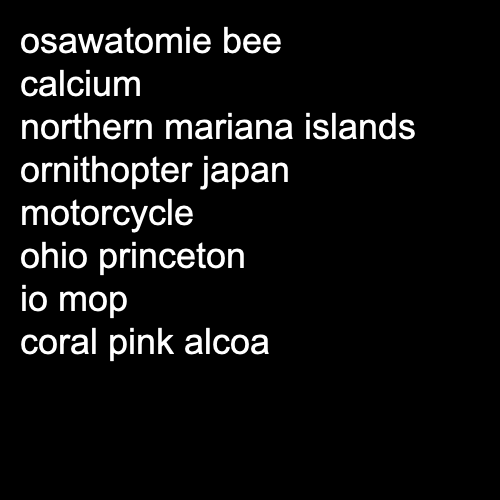 osawatomie bee
calcium
northern mariana islands
ornithopter japan
motorcycle
ohio princeton
io mop
coral pink alcoa